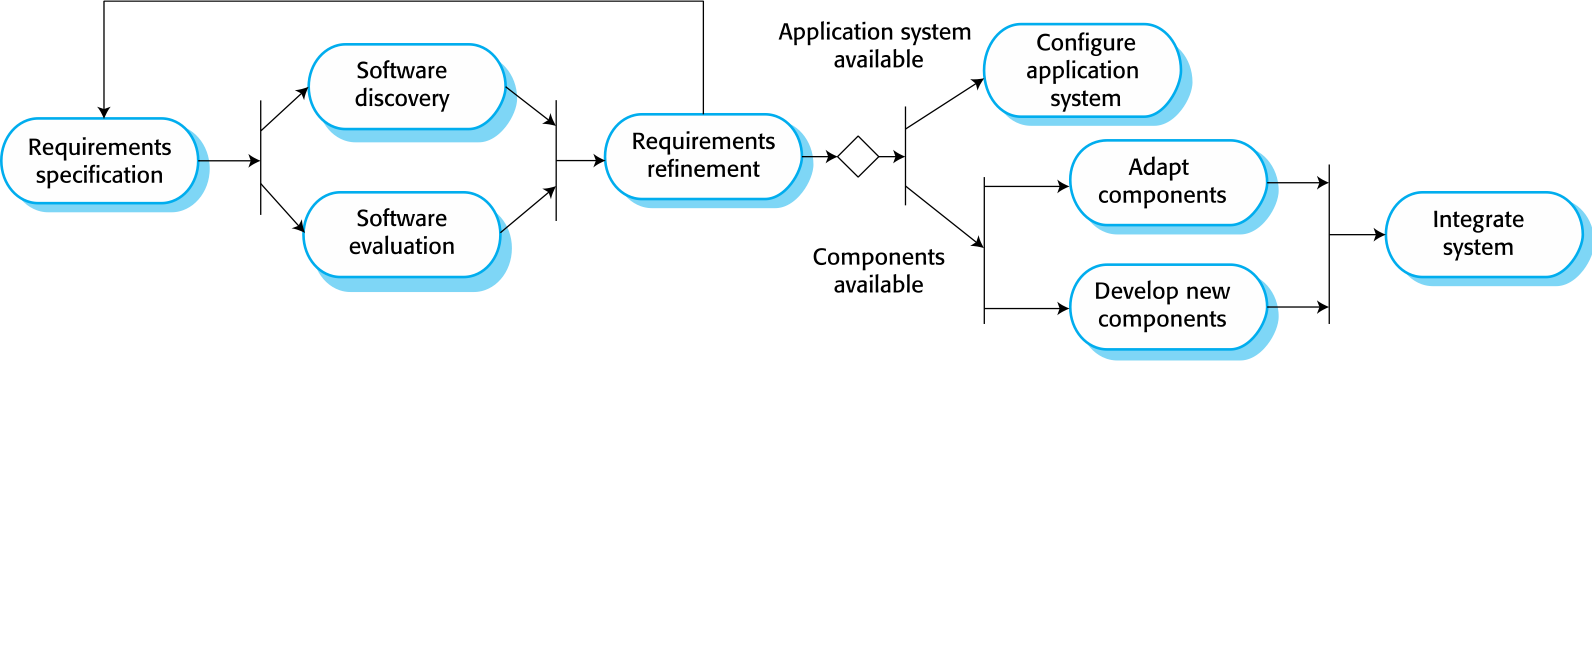 Requirements
specification
Software
discovery
Software
evaluation
Requirements
refinement
Application system
available
Components
available
Configure
application
system
Adapt
components
Develop new
components
Integrate
system